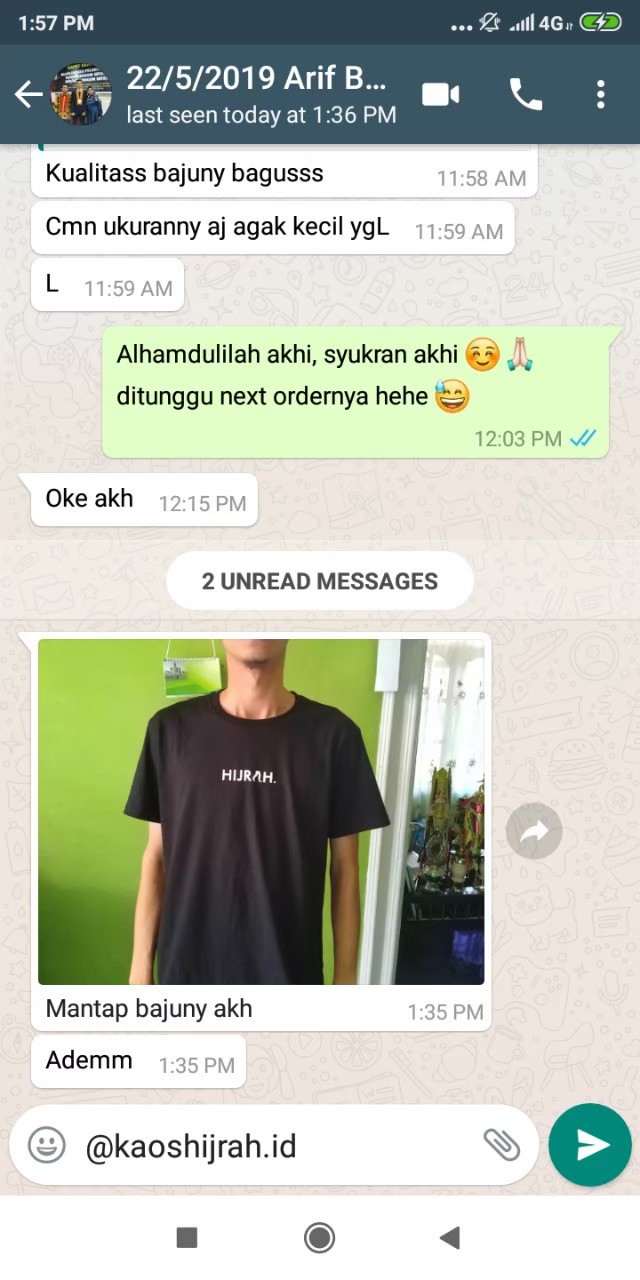 1:57 PM
... 4G
22/5/2019 Arif B...
last seen today at 1:36 PM
Kualitass bajuny bagusss 11:58 AM
Cmn ukuranny aj agak kecil ygL 11:59 AM
L 11:59 AM
Alhamdulilah akhi, syukran akhi ☺️🙏
ditunggu next ordernya hehe 😅
12:03 PM
Oke akh 12:15 PM
2 UNREAD MESSAGES
HIJRAH.
Mantap bajuny akh 1:35 PM
Ademm 1:35 PM
@kaoshijrah.id